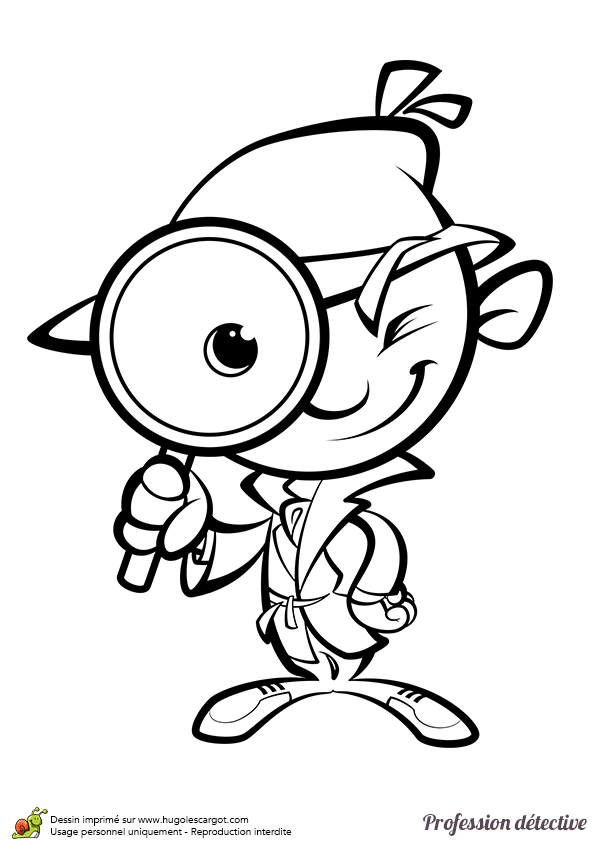 Dessin imprimé sur www.hugolescargot.com
Usage personnel uniquement - Reproduction interdite
Profession détective